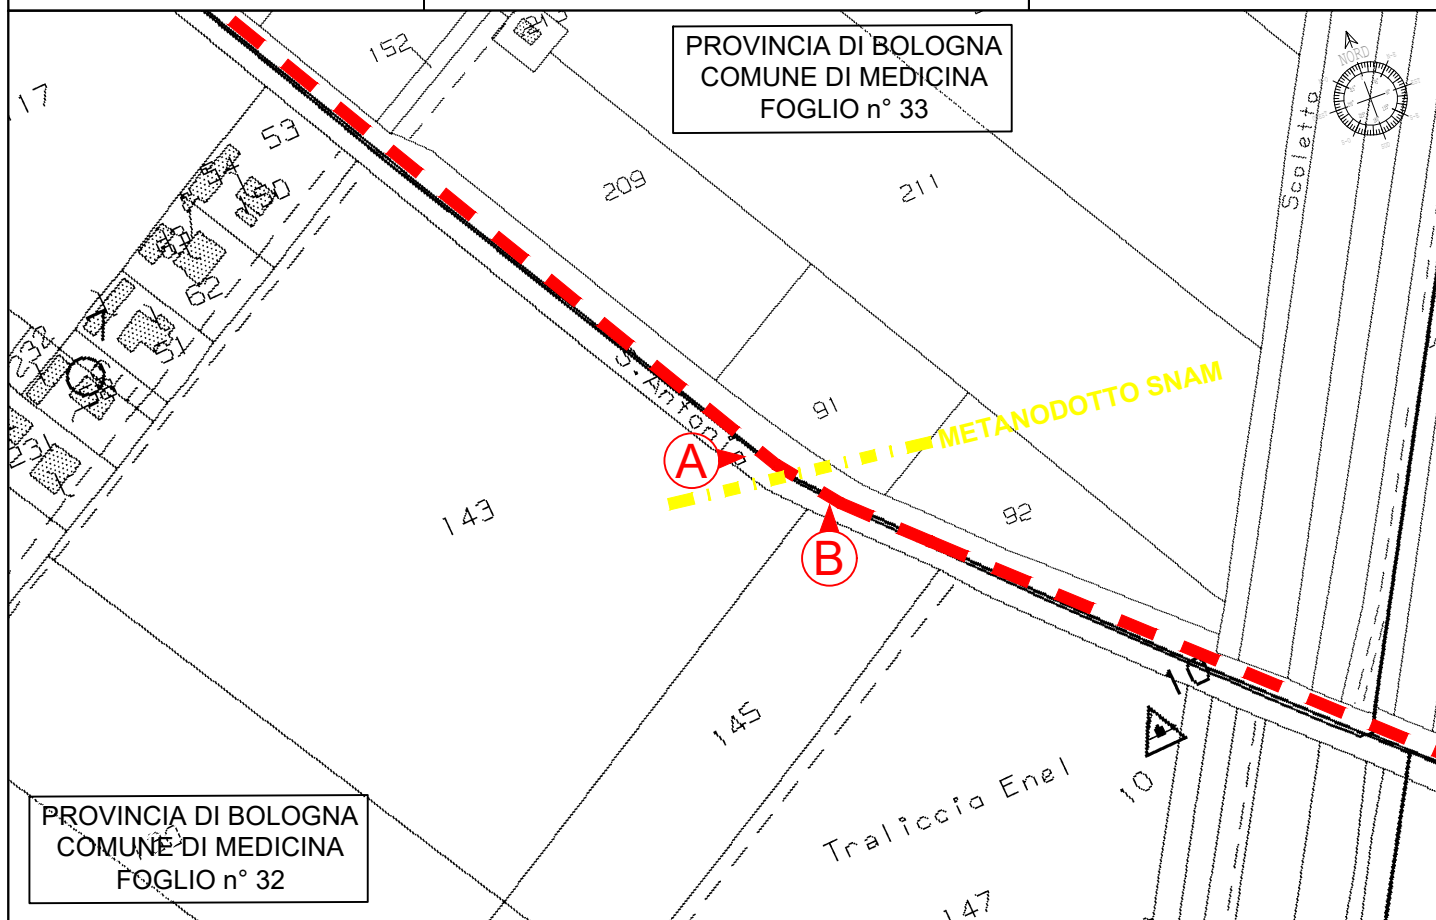 PROVINCIA DI BOLOGNA
COMUNE DI MEDICINA
FOGLIO n° 33
NORD
152
17
53
209
211
Scoletto
62
51
232
S. Antonio
91
METANODOTTO SNAM
A
143
92
B
10
145
10
Traliccio Enel
147
PROVINCIA DI BOLOGNA
COMUNE DI MEDICINA
FOGLIO n° 32